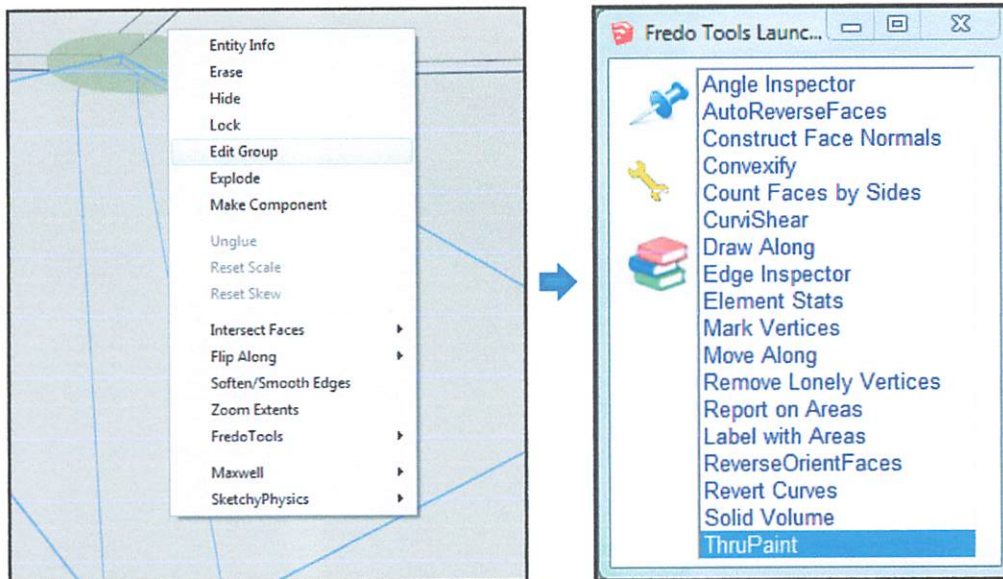 Entity Info
Erase
Hide
Lock
Edit Group
Explode
Make Component
Unglue
Reset Scale
Reset Skew
Intersect Faces
Flip Along
Soften/Smooth Edges
Zoom Extents
FredoTools
Maxwell
SketchyPhysics
Fredo Tools Launc...
Angle Inspector
AutoReverseFaces
Construct Face Normals
Convexify
Count Faces by Sides
CurviShear
Draw Along
Edge Inspector
Element Stats
Mark Vertices
Move Along
Remove Lonely Vertices
Report on Areas
Label with Areas
ReverseOrientFaces
Revert Curves
Solid Volume
ThruPaint